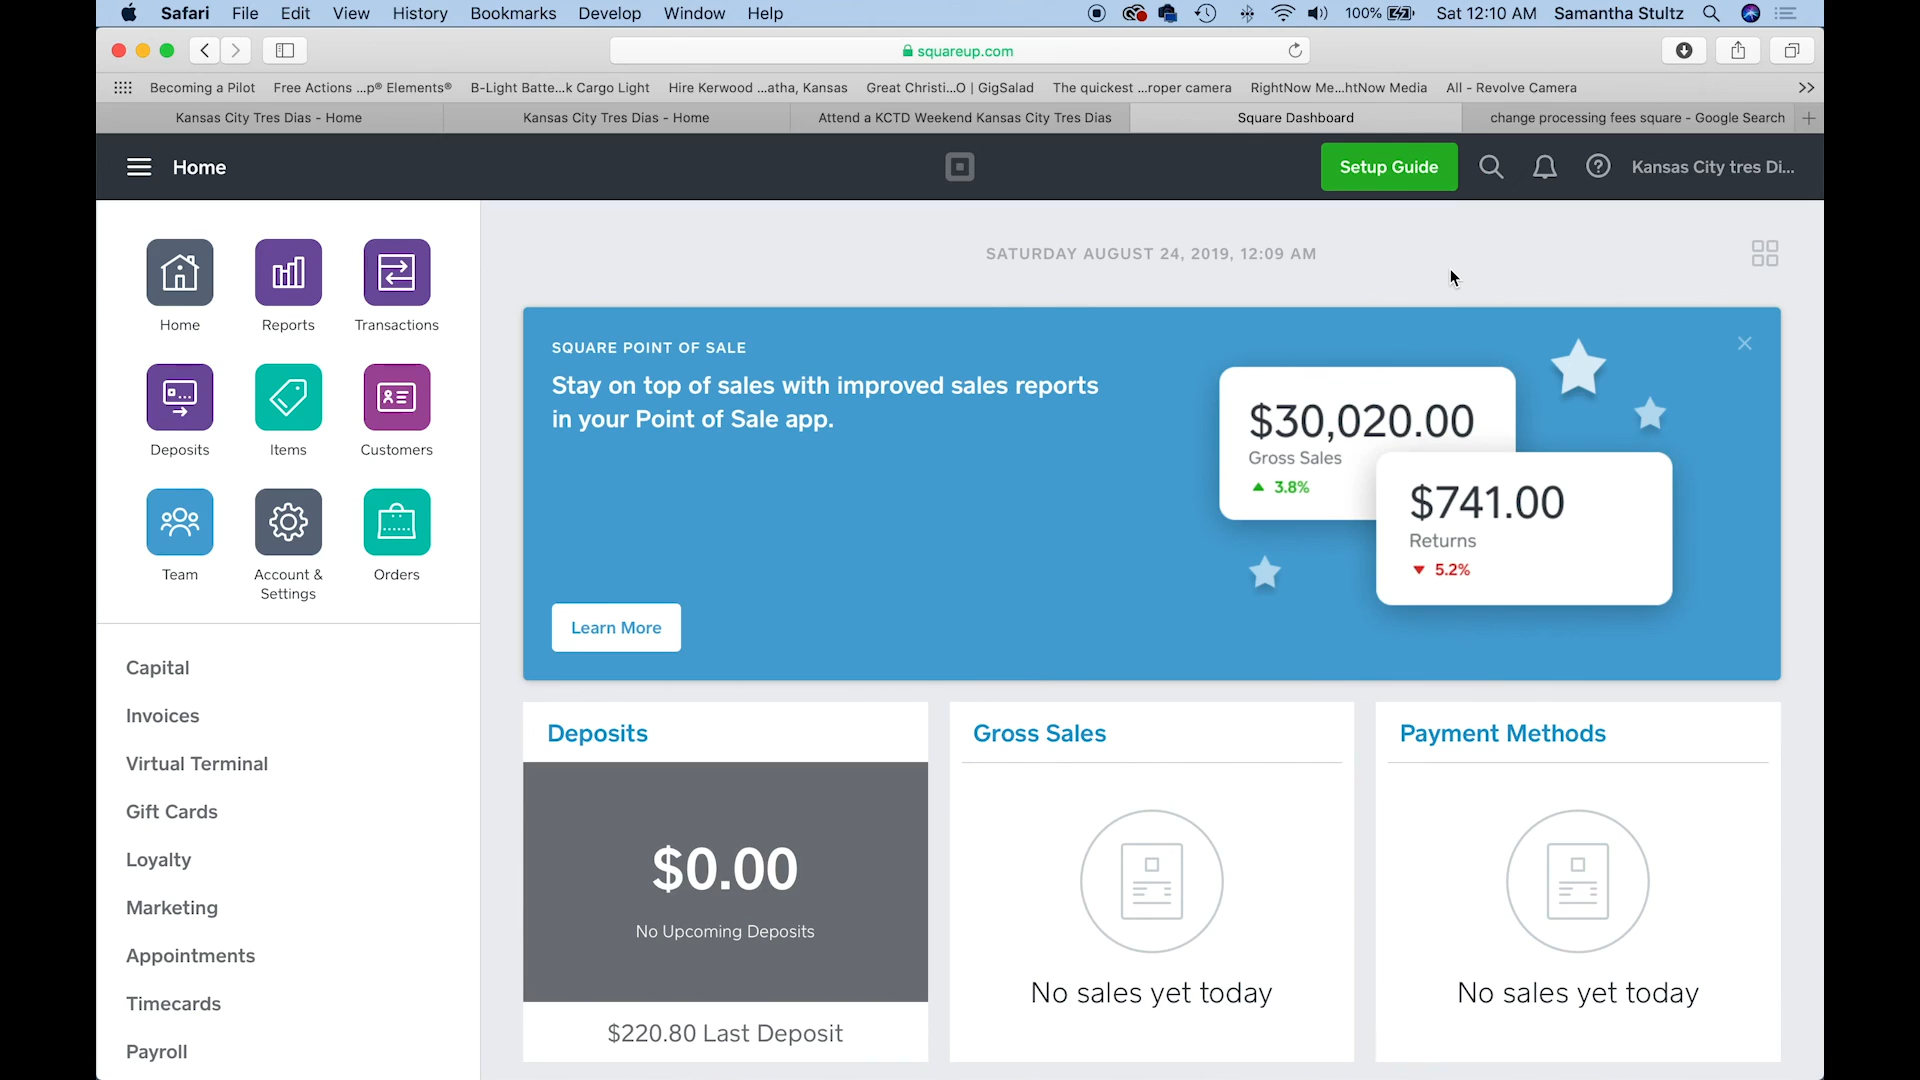 Safari File Edit View History Bookmarks Develop Window Help 100% Sat 12:10 AM Samantha Stultz
squareup.com
Becoming a Pilot Free Actions ...p® Elements® B-Light Batte...k Cargo Light Hire Kerwood ...atha, Kansas Great Christi...O | GigSalad The quickest ...roper camera RightNow Me...htNow Media All - Revolve Camera
Kansas City Tres Dias - Home Kansas City Tres Dias - Home Attend a KCTD Weekend Kansas City Tres Dias Square Dashboard change processing fees square - Google Search
Home Setup Guide Kansas City tres Di...
SATURDAY AUGUST 24, 2019, 12:09 AM
Home Reports Transactions
Deposits Items Customers
Team Account & Settings Orders
Capital
Invoices
Virtual Terminal
Gift Cards
Loyalty
Marketing
Appointments
Timecards
Payroll
SQUARE POINT OF SALE
Stay on top of sales with improved sales reports
in your Point of Sale app.
Learn More
$30,020.00
Gross Sales
3.8%
$741.00
Returns
5.2%
Deposits
$0.00
No Upcoming Deposits
$220.80 Last Deposit
Gross Sales
No sales yet today
Payment Methods
No sales yet today